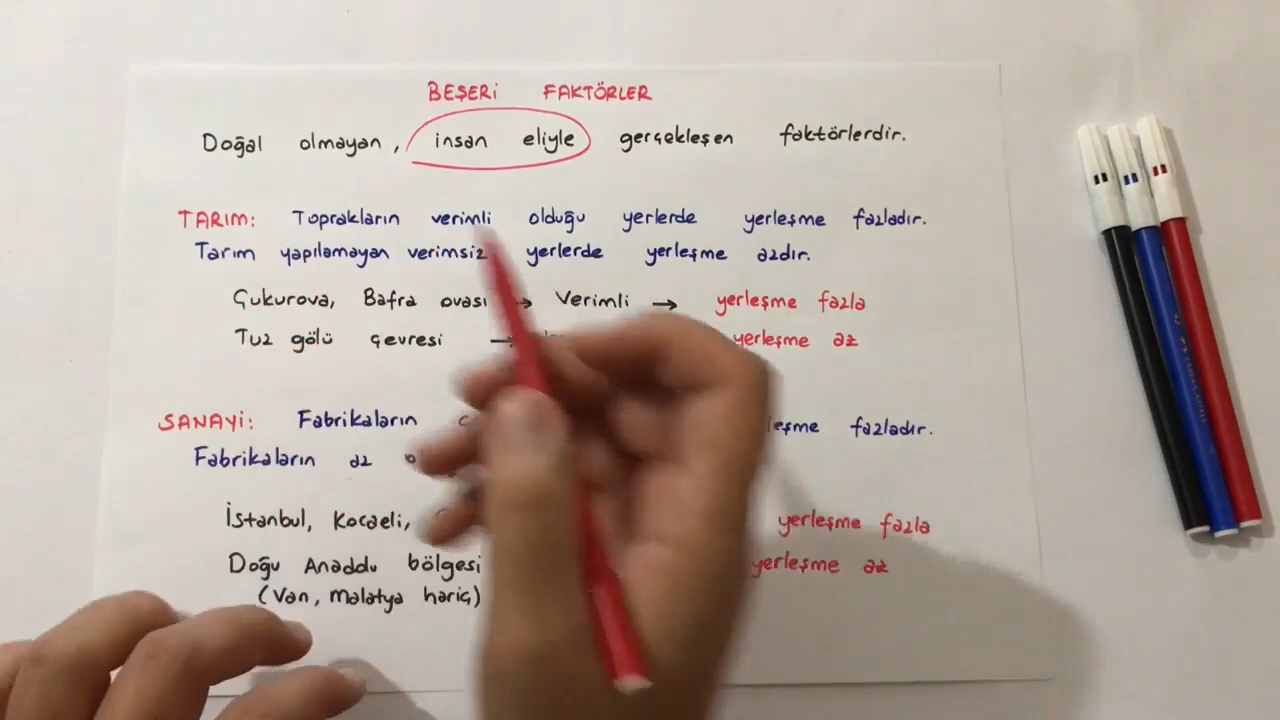 BEŞERİ FAKTÖRLER
Doğal olmayan, insan eliyle gerçekleşen faktörlerdir.
TARIM: Toprakların verimli olduğu yerlerde yerleşme fazladır.
Tarım yapılamayan verimsiz yerlerde yerleşme azdır.
Çukurova, Bafra ovası → Verimli → yerleşme fazla
Tuz gölü çevresi → yerleşme az
SANAYİ: Fabrikaların fazladır.
Fabrikaların az
İstanbul, Kocaeli, yerleşme fazla
Doğu Anadolu bölgesi yerleşme az
(Van, Malatya hariç)